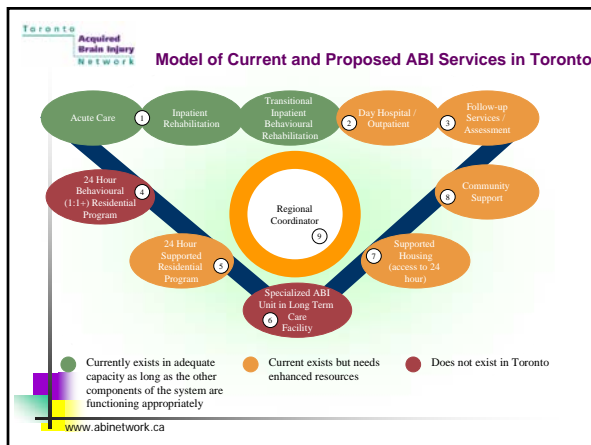 Toronto
Acquired
Brain Injury
Network
Model of Current and Proposed ABI Services in Toronto
Acute Care
1
Inpatient
Rehabilitation
Transitional
Inpatient
Behavioural
Rehabilitation
2
Day Hospital /
Outpatient
3
Follow-up
Services /
Assessment
24 Hour
Behavioural
(1:1+) Residential
Program
4
Regional
Coordinator
9
8
Community
Support
24 Hour
Supported
Residential
Program
5
7
Supported
Housing
(access to 24
hour)
Specialized ABI
Unit in Long Term
Care
Facility
6
Currently exists in adequate
capacity as long as the other
components of the system are
functioning appropriately
Current exists but needs
enhanced resources
Does not exist in Toronto
www.abinetwork.ca